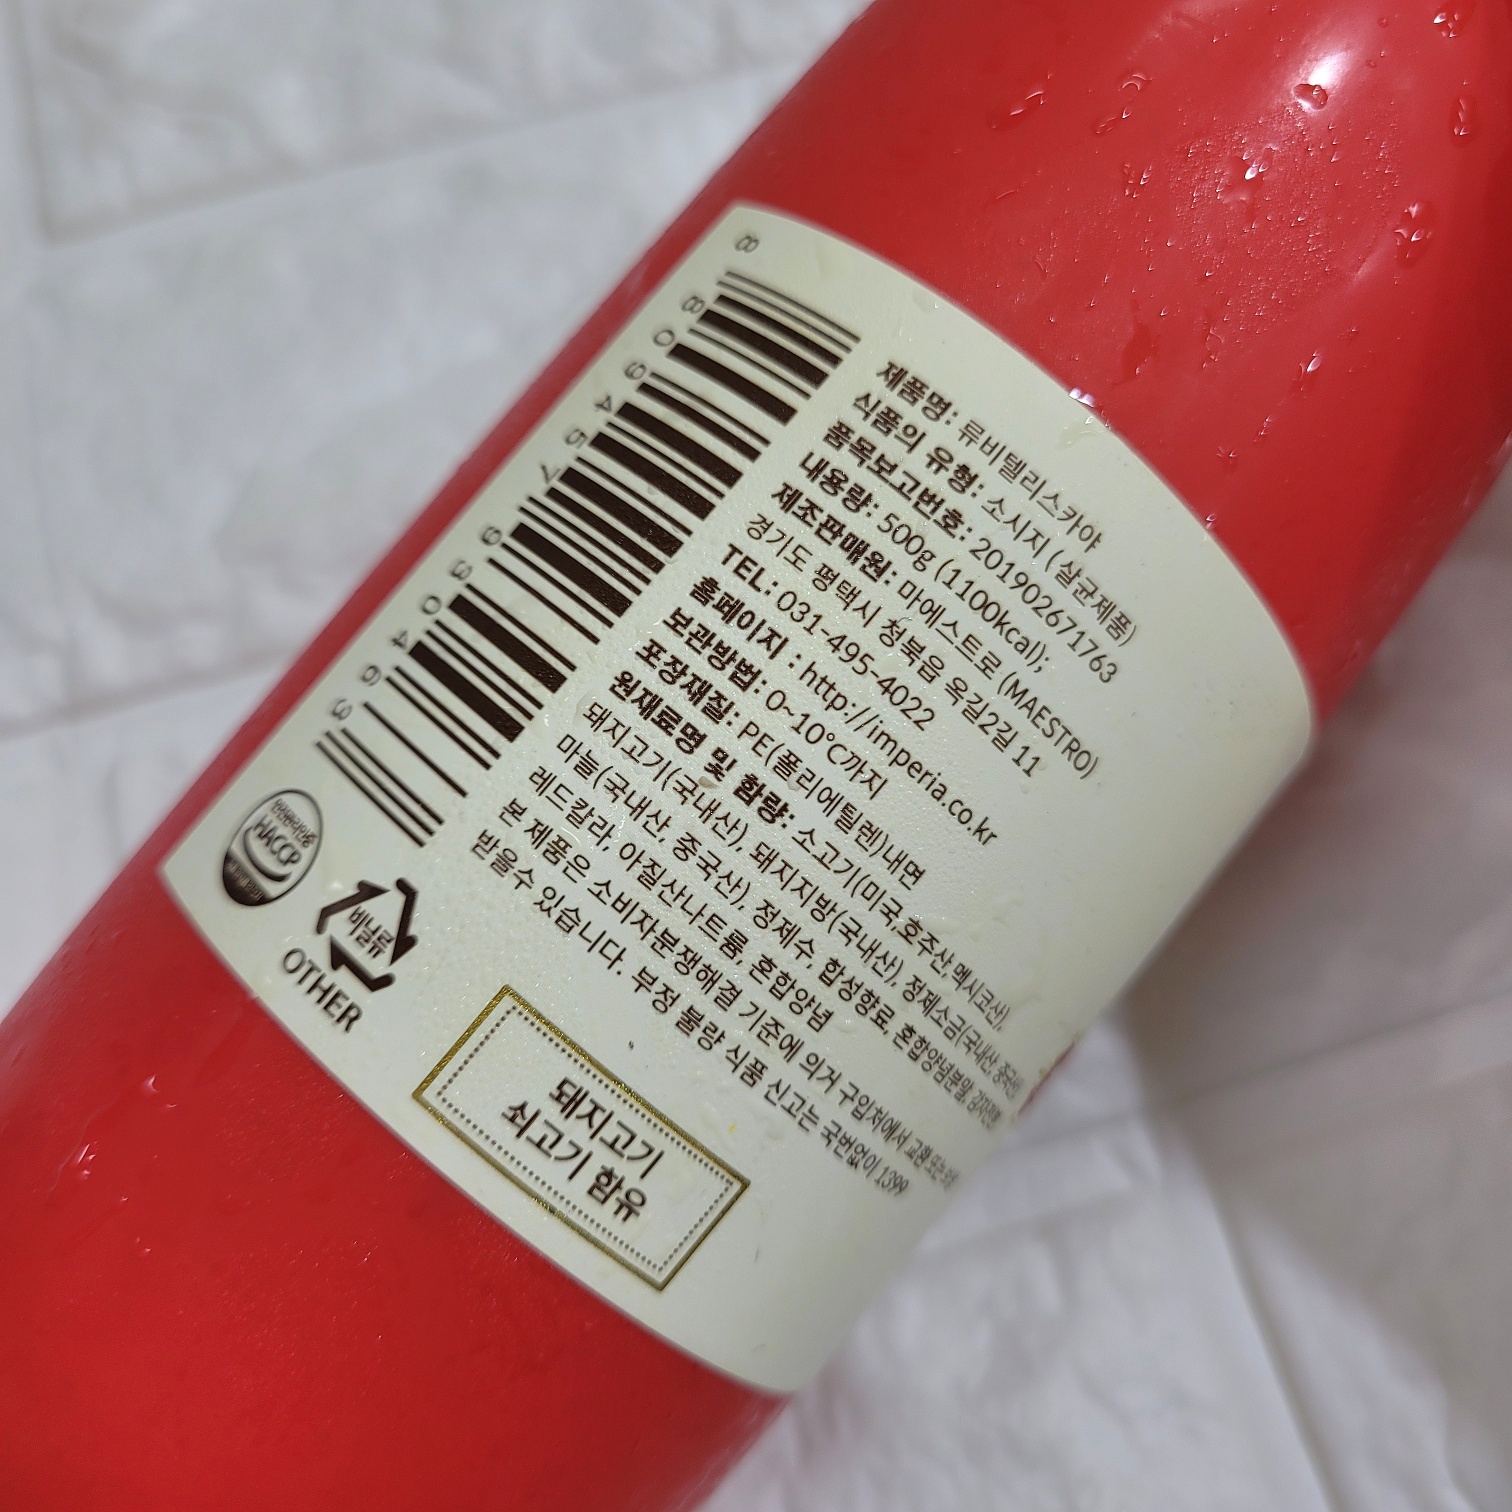 8 809457 930463
제품명: 류비텔리스카야
식품의 유형: 소시지 (살균제품)
품목보고번호: 201902671763
내용량: 500g (1100kcal);
제조판매원: 마에스트로 (MAESTRO)
경기도 평택시 청북읍 옥길2길 11
TEL: 031-495-4022
홈페이지 : http://imperia.co.kr
보관방법: 0~10°C까지
포장재질: PE(폴리에틸렌)내면
원재료명 및 함량: 소고기(미국,호주산,멕시코산),
돼지고기(국내산), 돼지지방(국내산), 정제소금(국내산, 중국산),
마늘(국내산, 중국산), 정제수, 합성향료, 혼합양념분말, 감자전분,
레드칼라, 아질산나트륨, 혼합양념
본 제품은 소비자분쟁해결 기준에 의거 구입처에서 교환 또는
받을수 있습니다. 부정 불량 식품 신고는 국번없이 1399
HACCP
비닐류
OTHER
돼지고기
쇠고기 함유